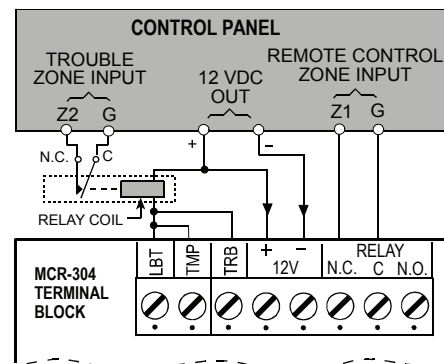 CONTROL PANEL
TROUBLE
ZONE INPUT
12 VDC
OUT
REMOTE CONTROL
ZONE INPUT
Z2 G
Z1 G
+ −
N.C. C
RELAY COIL
MCR-304
TERMINAL
BLOCK
LBT
TMP
TRB
+ −
12V
RELAY
N.C. C N.O.